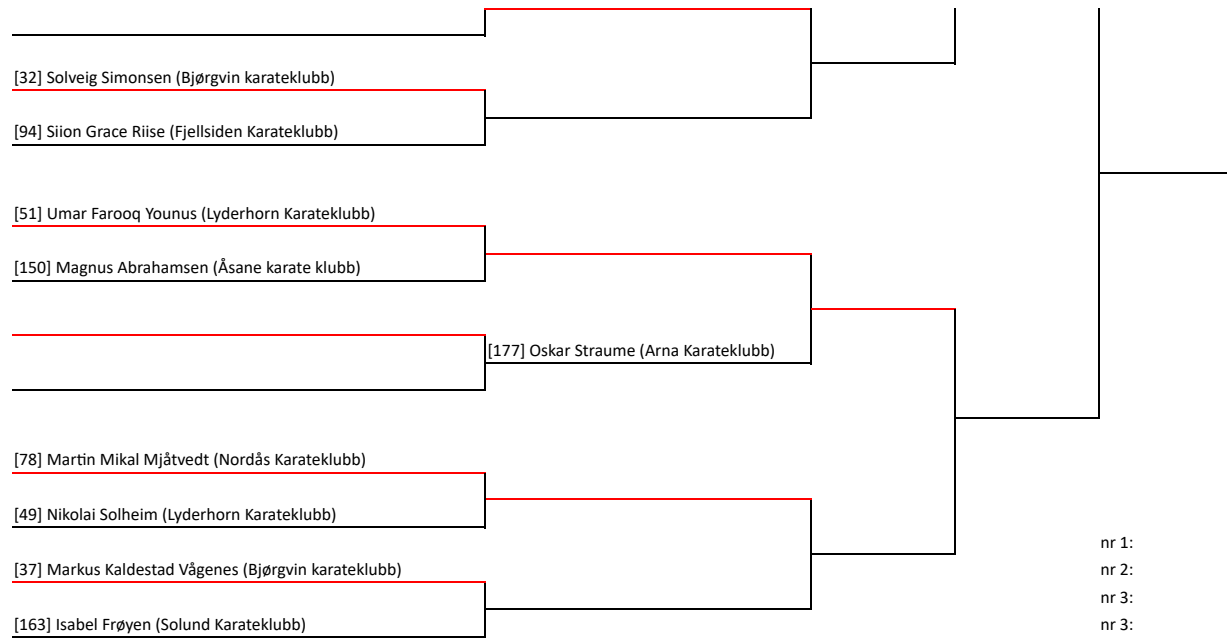 [32] Solveig Simonsen (Bjørgvin karateklubb)
[94] Siion Grace Riise (Fjellsiden Karateklubb)
[51] Umar Farooq Younus (Lyderhorn Karateklubb)
[150] Magnus Abrahamsen (Åsane karate klubb)
[177] Oskar Straume (Arna Karateklubb)
[78] Martin Mikal Mjåtvedt (Nordås Karateklubb)
[49] Nikolai Solheim (Lyderhorn Karateklubb)
[37] Markus Kaldestad Vågenes (Bjørgvin karateklubb)
[163] Isabel Frøyen (Solund Karateklubb)
nr 1:
nr 2:
nr 3:
nr 3: